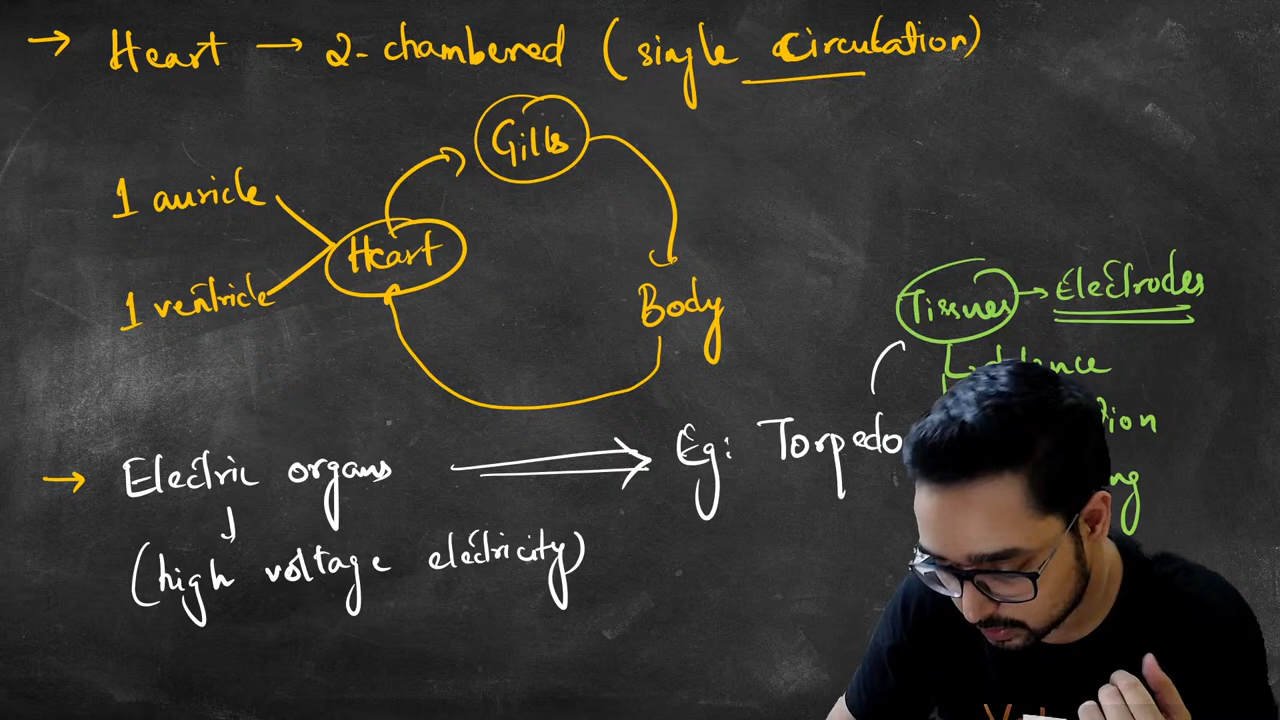 → Heart → 2-chambered (single circulation)
Gills
1 auricle
Heart
1 ventricle
Body
Tissues → Electrodes
→ Electric organs ⟹ Eg: Torpedo
(high voltage electricity)